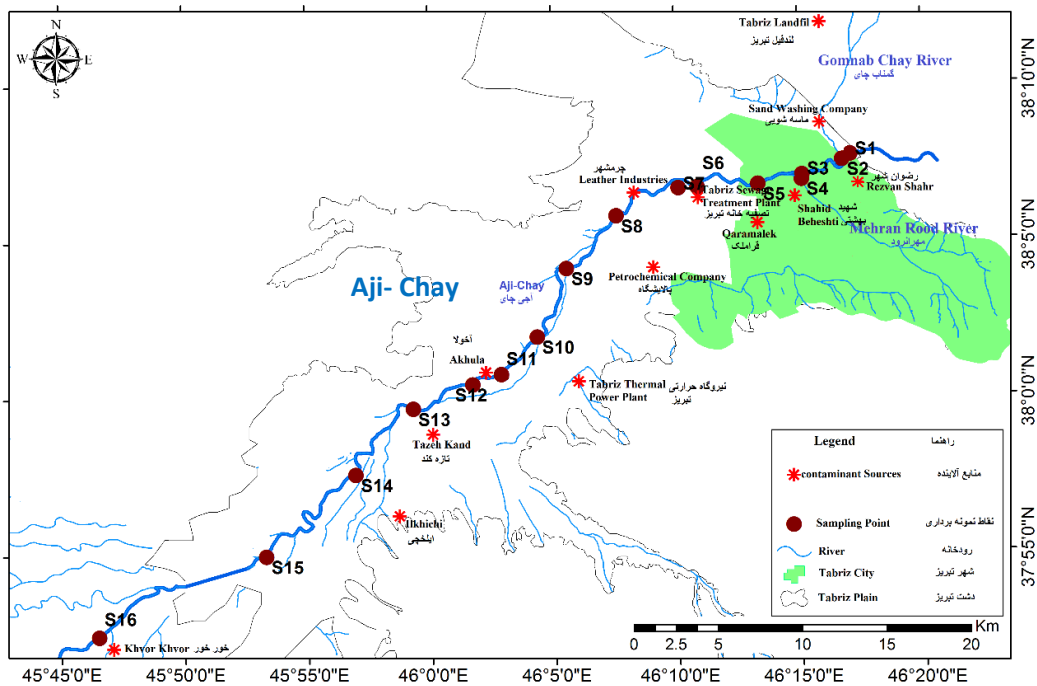 N
W
E
S
Tabriz Landfil
لندفیل تبریز
Gomnab Chay River
گمناب چای
Sand Washing Company
ماسه شویی
S1
S2
S3
S4
S5
S6
S7
رضوان شهر
Rezvan Shahr
چرمشهر
Leather Industries
Tabriz Sewage
Treatment Plant
تصفیه خانه تبریز
شهید
Shahid
Beheshti بهشتی
Mehran Rood River
مهرانرود
Qaramalek
قراملک
S8
S9
Petrochemical Company
پالایشگاه
Aji- Chay
Aji-Chay
آجی چای
S10
آخولا
Akhula
S11
S12
Tabriz Thermal نیروگاه حرارتی
Power Plant تبریز
S13
Tazeh Kand
تازه کند
S14
Ilkhichi
ایلخچی
S15
S16
Khvor Khvor خور خور
Legend راهنما
contaminant Sources منابع آلاینده
Sampling Point نقاط نمونه برداری
River رودخانه
Tabriz City شهر تبریز
Tabriz Plain دشت تبریز
0 2.5 5 10 15 20 Km
38°10'0"N
38°5'0"N
38°0'0"N
37°55'0"N
45°45'0"E 45°50'0"E 45°55'0"E 46°0'0"E 46°5'0"E 46°10'0"E 46°15'0"E 46°20'0"E